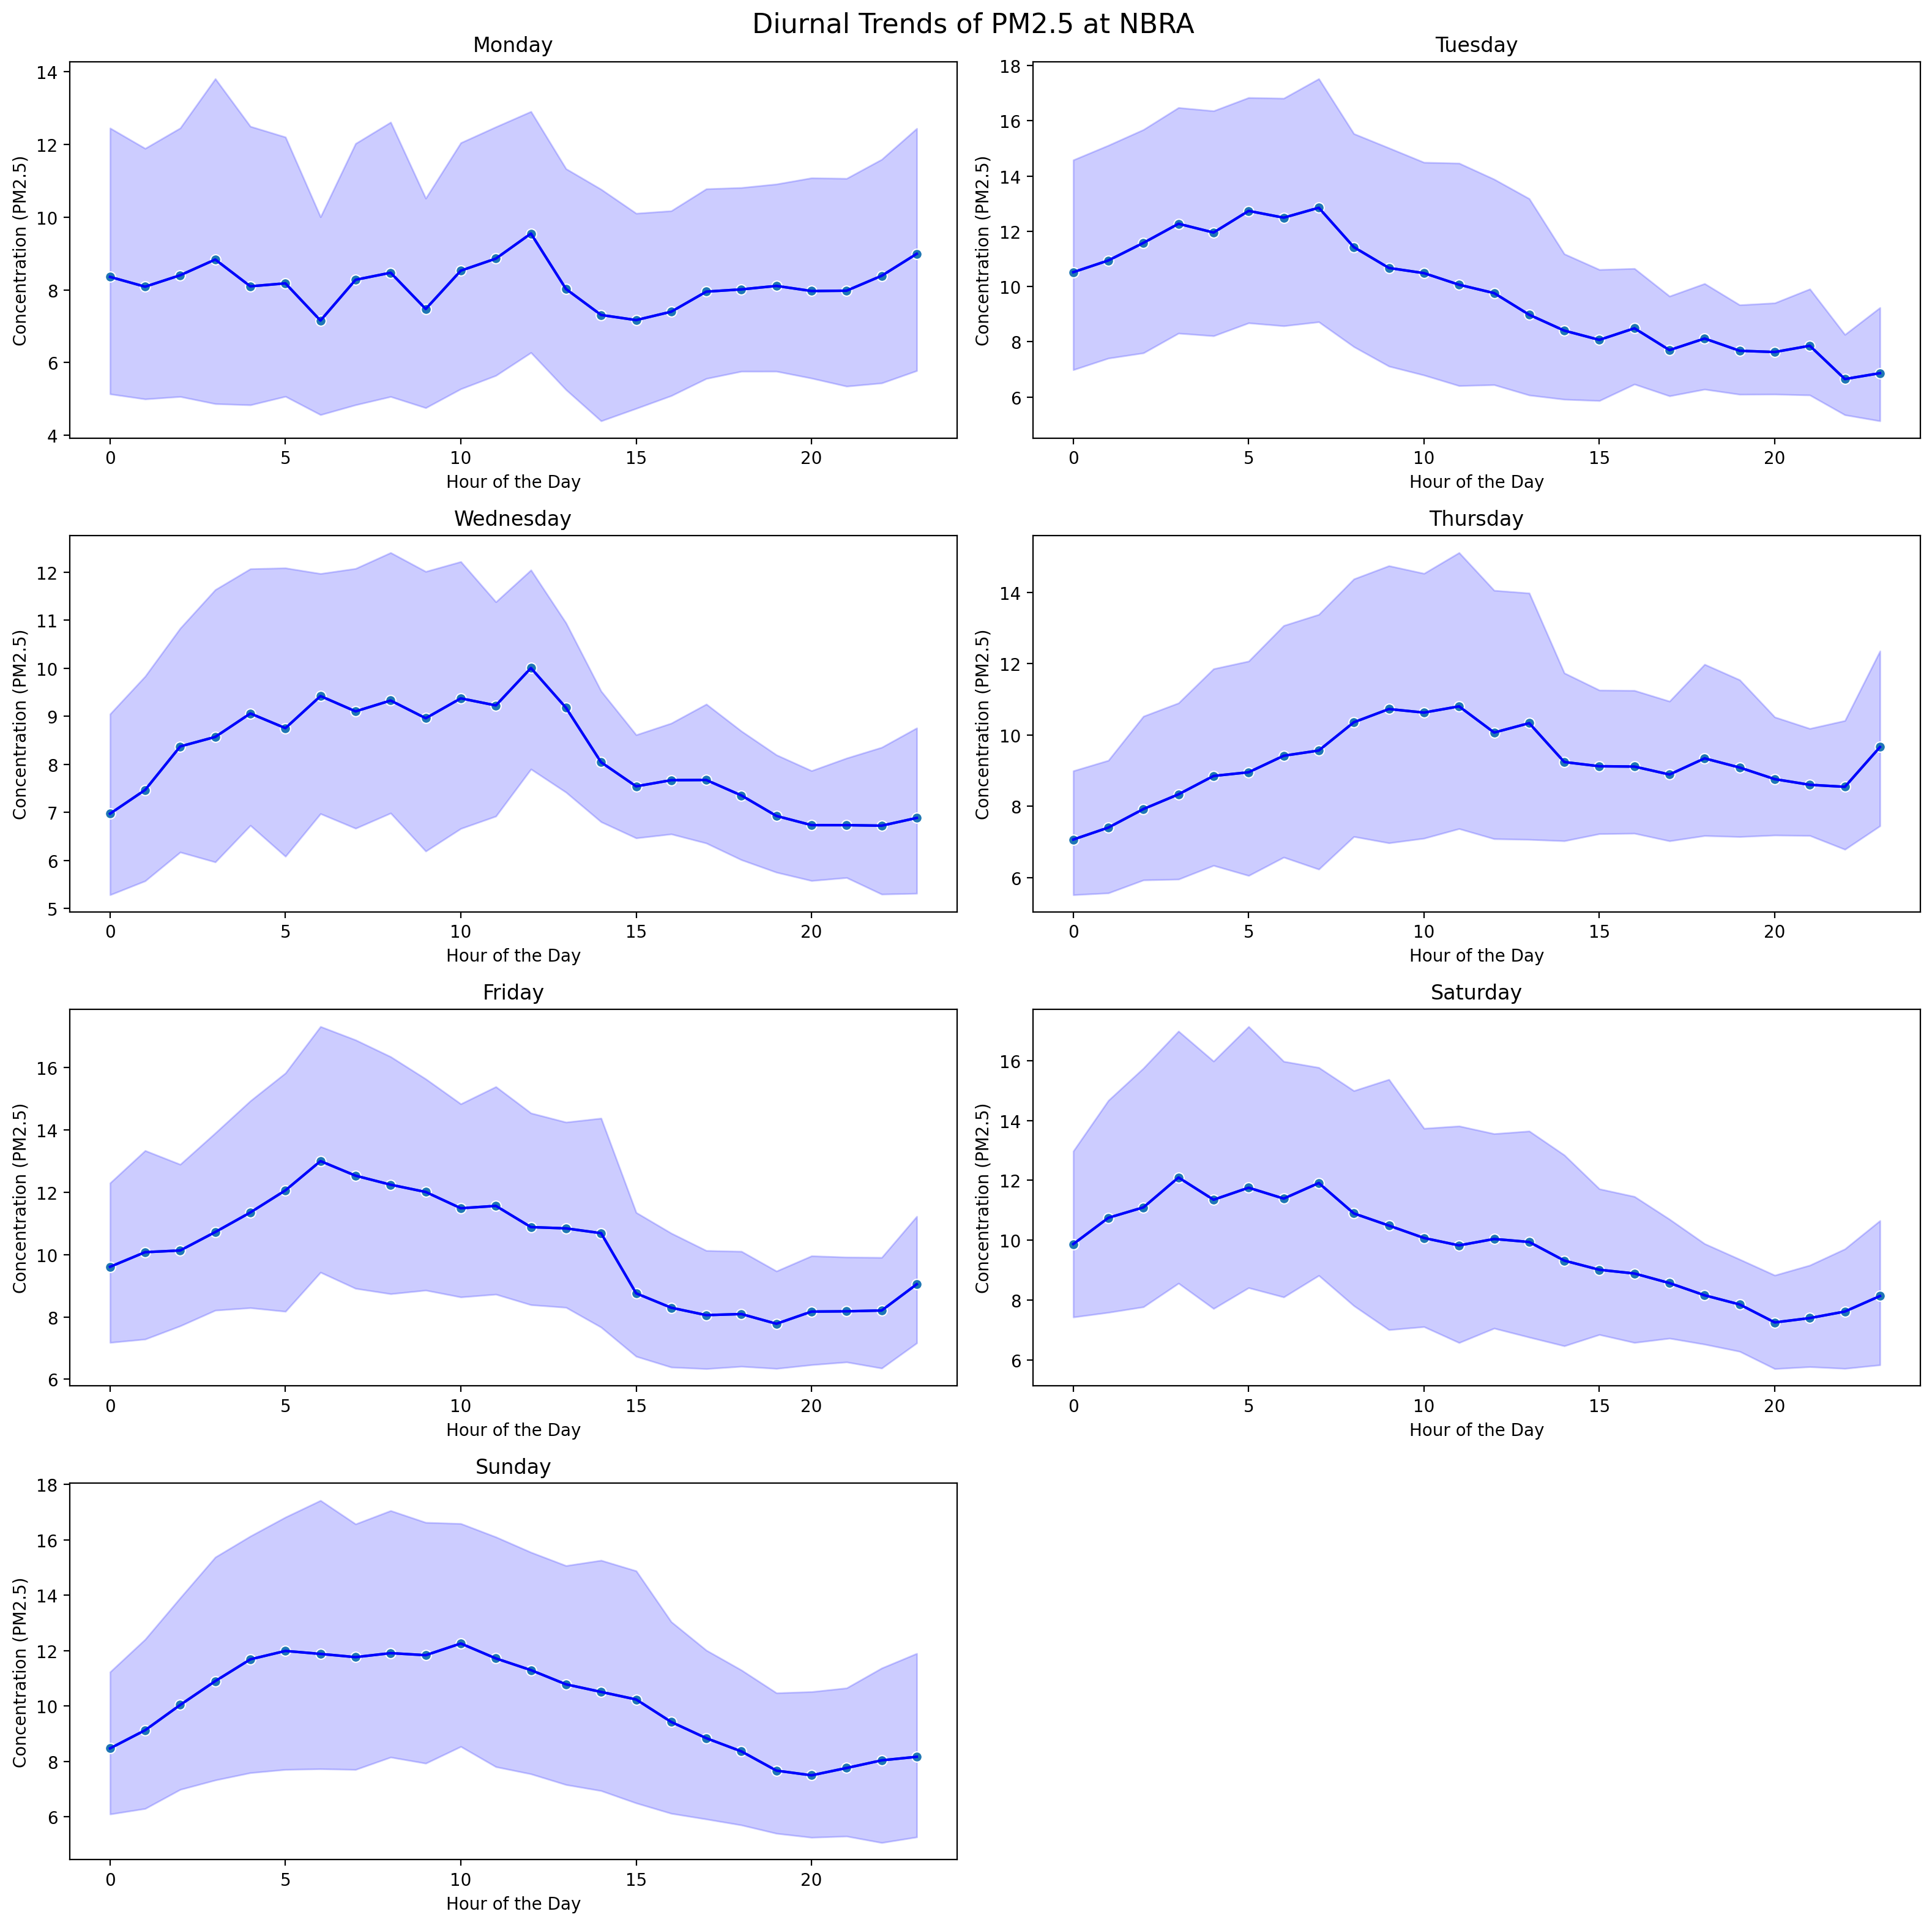 Diurnal Trends of PM2.5 at NBRA
Monday
14
12
10
8
6
4
Concentration (PM2.5)
0 5 10 15 20
Hour of the Day
Tuesday
18
16
14
12
10
8
6
Concentration (PM2.5)
0 5 10 15 20
Hour of the Day
Wednesday
12
11
10
9
8
7
6
5
Concentration (PM2.5)
0 5 10 15 20
Hour of the Day
Thursday
14
12
10
8
6
Concentration (PM2.5)
0 5 10 15 20
Hour of the Day
Friday
16
14
12
10
8
6
Concentration (PM2.5)
0 5 10 15 20
Hour of the Day
Saturday
16
14
12
10
8
6
Concentration (PM2.5)
0 5 10 15 20
Hour of the Day
Sunday
18
16
14
12
10
8
6
Concentration (PM2.5)
0 5 10 15 20
Hour of the Day